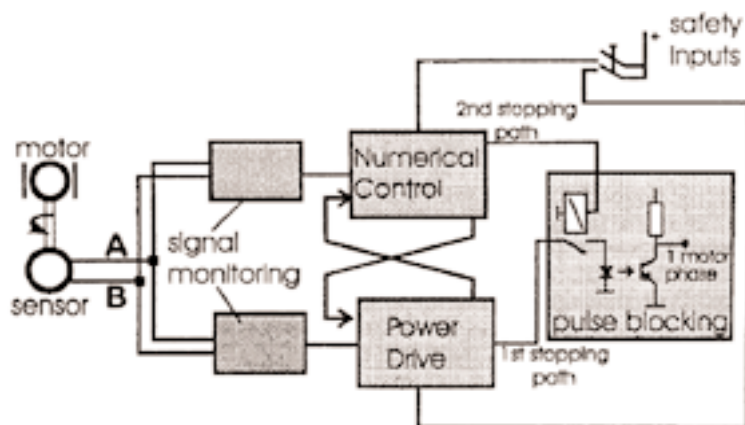 safety
Inputs
2nd stopping
path
motor
Numerical
Control
A
signal
monitoring
1 motor
phase
sensor
B
Power
Drive
pulse blocking
1st stopping
path